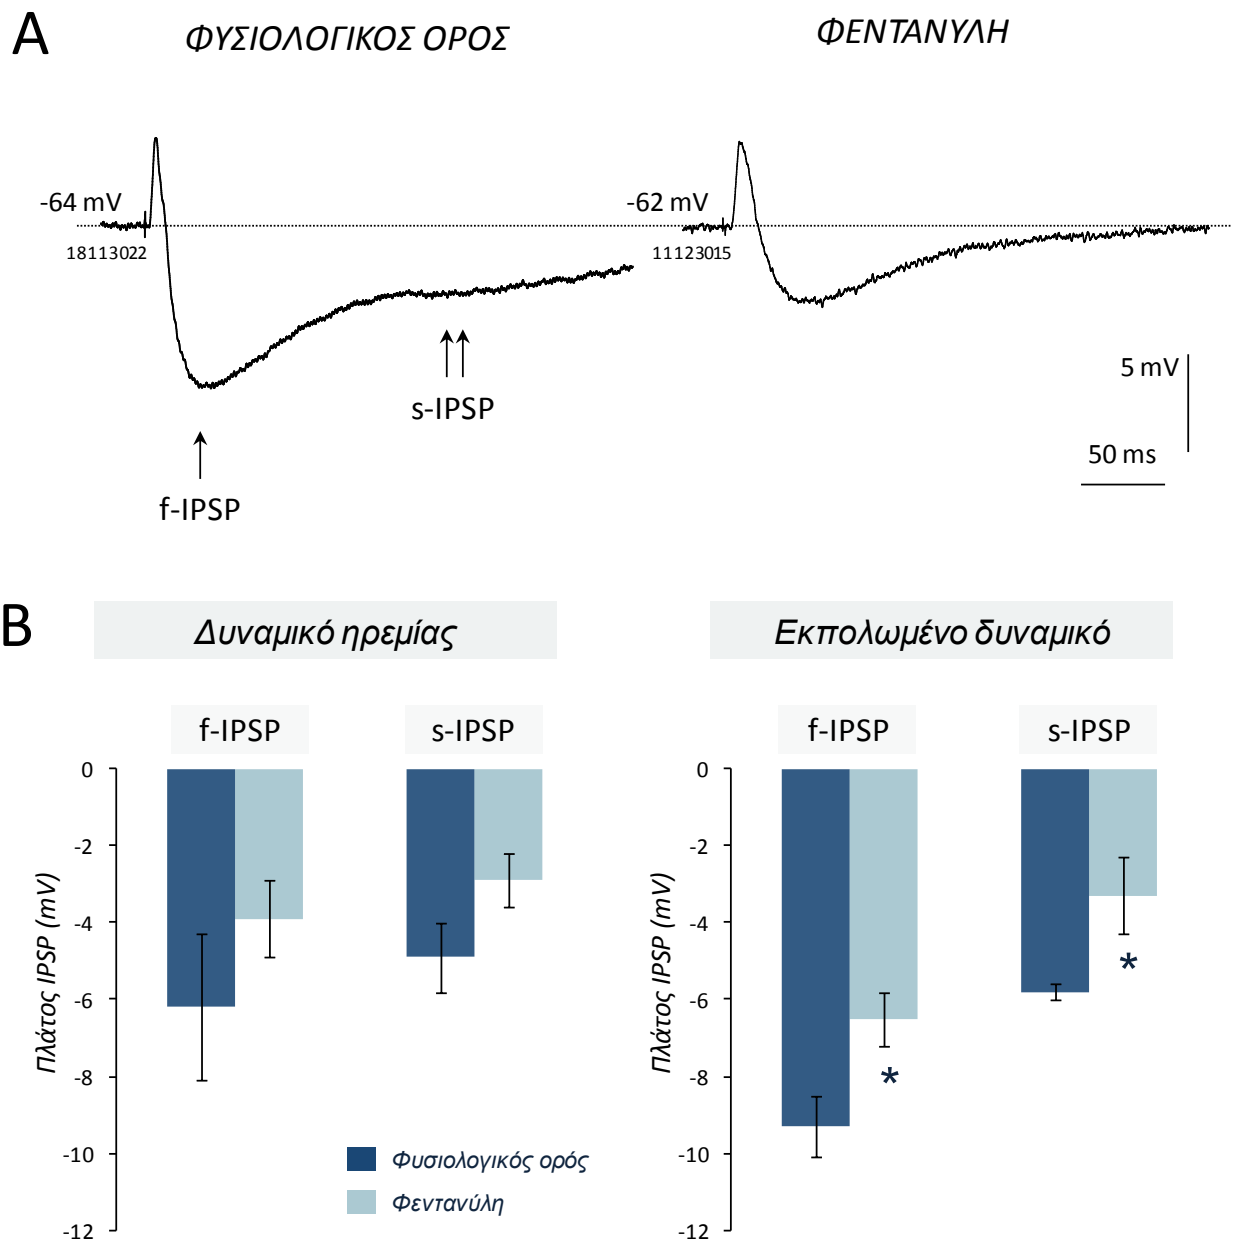 A
ΦΥΣΙΟΛΟΓΙΚΟΣ ΟΡΟΣ
ΦΕΝΤΑΝΥΛΗ
-64 mV
-62 mV
18113022
11123015
5 mV
s-IPSP
50 ms
f-IPSP
B
Δυναμικό ηρεμίας
Εκπολωμένο δυναμικό
f-IPSP
s-IPSP
f-IPSP
s-IPSP
Πλάτος IPSP (mV)
0
-2
-4
-6
-8
-10
-12
Πλάτος IPSP (mV)
0
-2
-4
-6
-8
-10
-12
*
*
Φυσιολογικός ορός
Φεντανύλη